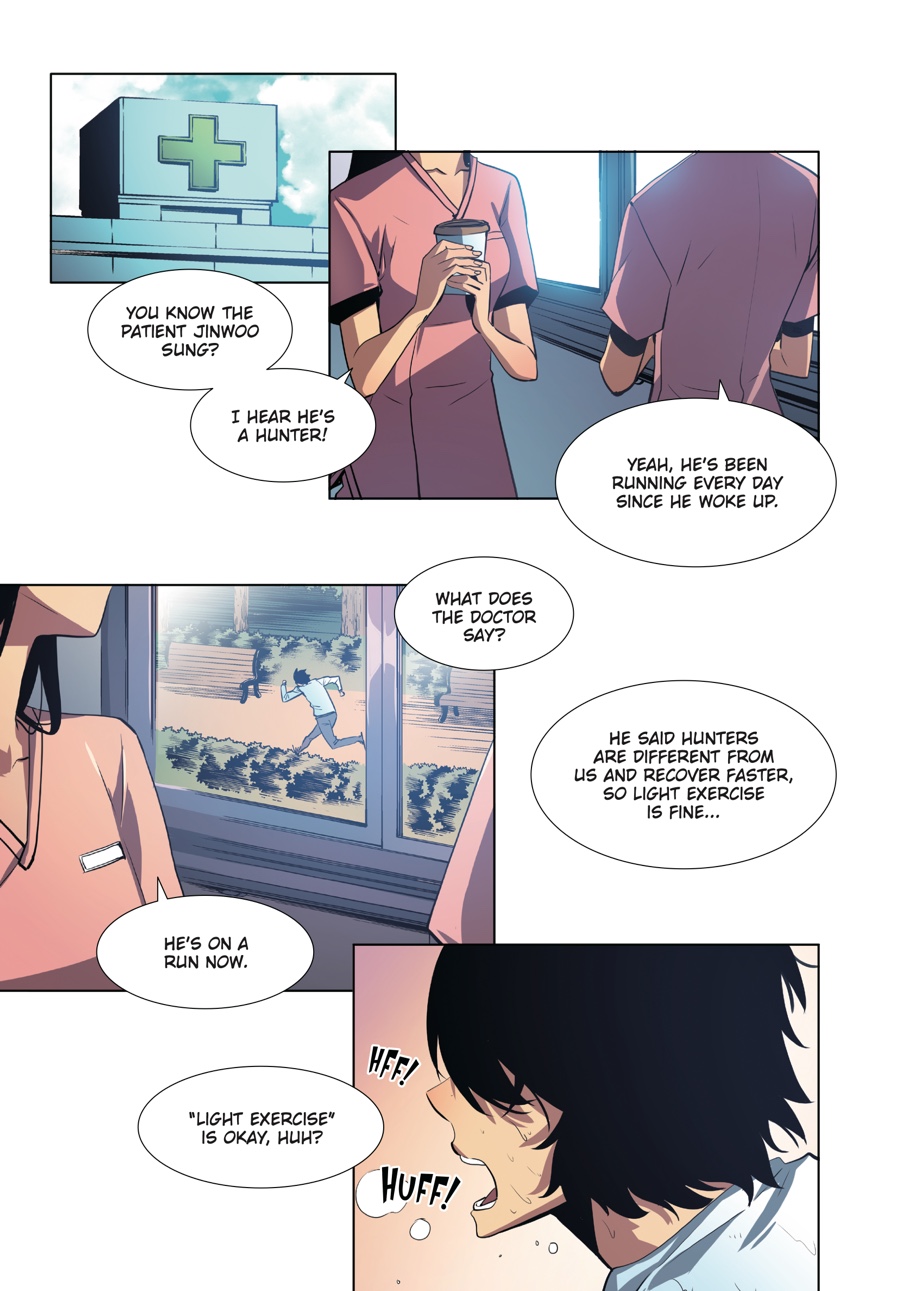 YOU KNOW THE
PATIENT JINWOO
SUNG?
I HEAR HE'S
A HUNTER!
YEAH, HE'S BEEN
RUNNING EVERY DAY
SINCE HE WOKE UP.
WHAT DOES
THE DOCTOR
SAY?
HE SAID HUNTERS
ARE DIFFERENT FROM
US AND RECOVER FASTER,
SO LIGHT EXERCISE
IS FINE...
HE'S ON A
RUN NOW.
HFF!
"LIGHT EXERCISE"
IS OKAY, HUH?
HUFF!